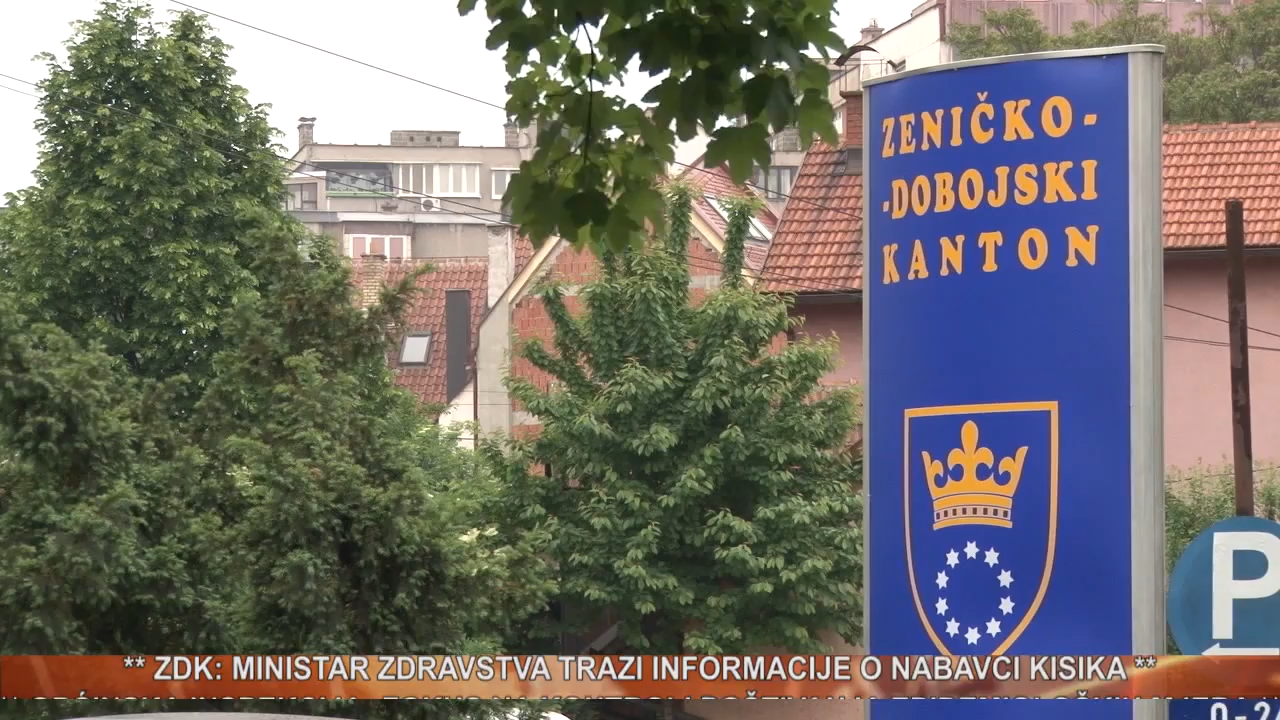 ZENIČKO-
-DOBOJSKI
KANTON
P
** ZDK: MINISTAR ZDRAVSTVA TRAZI INFORMACIJE O NABAVCI KISIKA **